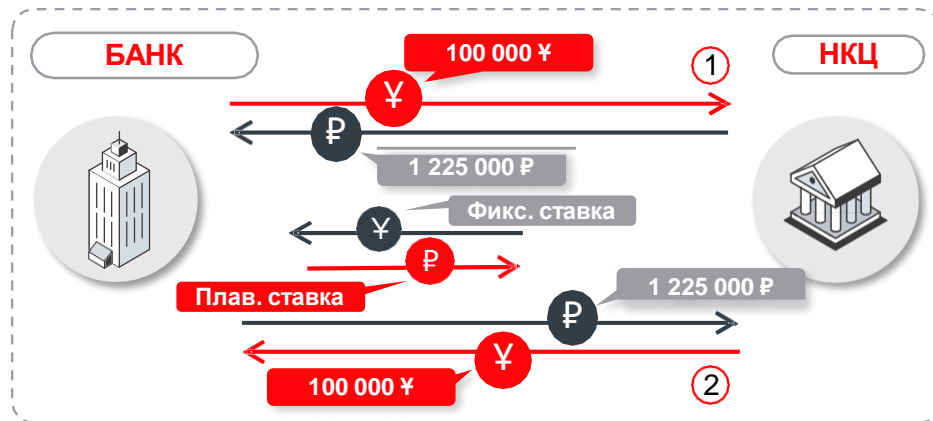 БАНК
НКЦ
100 000 ¥
1
¥
₽
1 225 000 ₽
Фикс. ставка
¥
₽
Плав. ставка
1 225 000 ₽
₽
¥
100 000 ¥
2